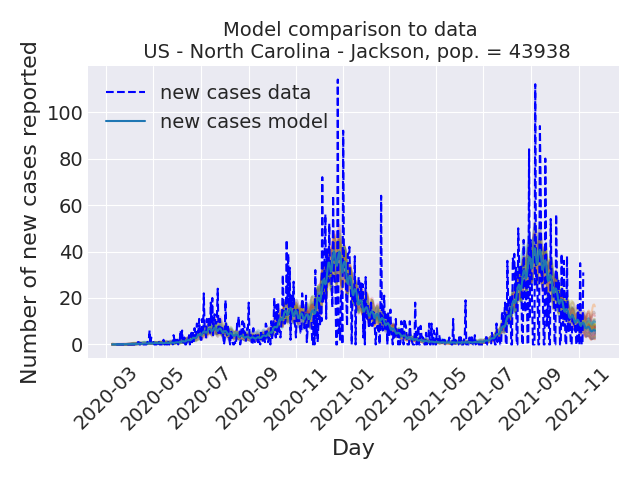 Model comparison to data
US - North Carolina - Jackson, pop. = 43938
Number of new cases reported
100
80
60
40
20
0
new cases data
new cases model
2020-03
2020-05
2020-07
2020-09
2020-11
2021-01
2021-03
2021-05
2021-07
2021-09
2021-11
Day